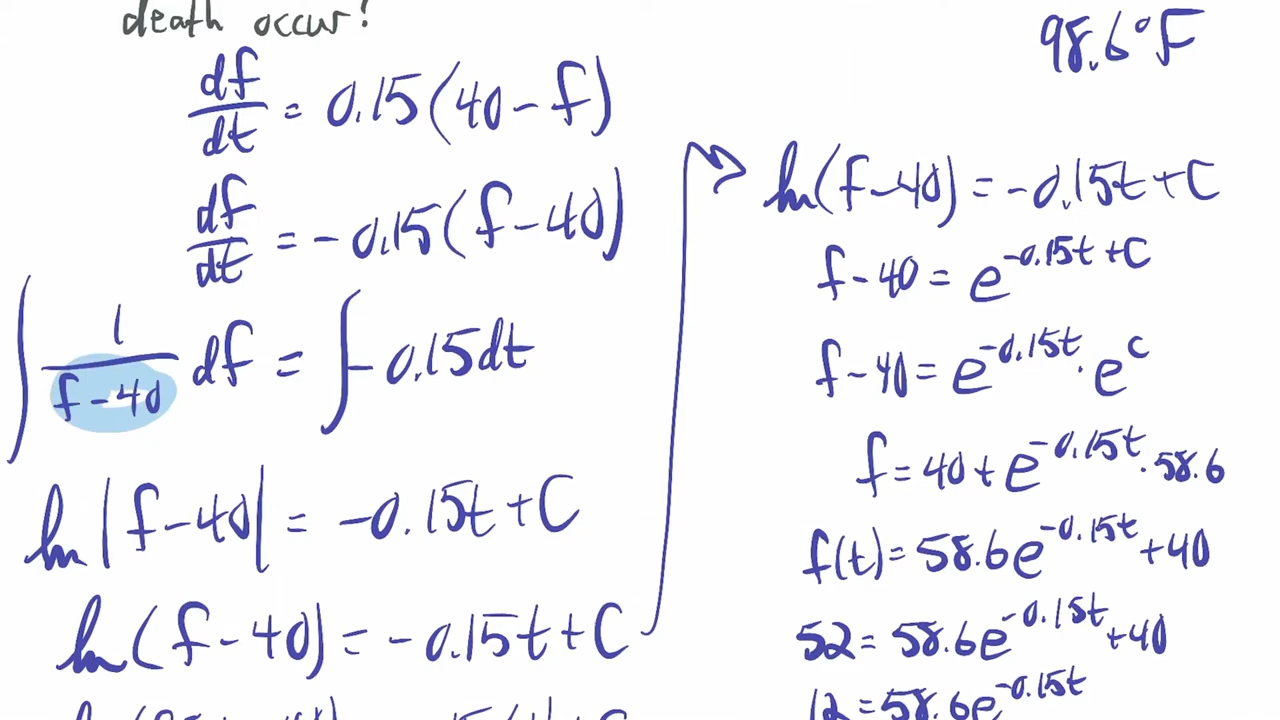 death occur?
df/dt = 0.15(40-f)
df/dt = -0.15(f-40)
∫ 1/(f-40) df = ∫ -0.15dt
ln|f-40| = -0.15t+C
ln(f-40) = -0.15t+C
98.6°F
ln(f-40) = -0.15t+C
f-40 = e^(-0.15t+C)
f-40 = e^(-0.15t) · e^C
f = 40+e^(-0.15t) · 58.6
f(t) = 58.6e^(-0.15t) +40
52 = 58.6e^(-0.15t) +40
12 = 58.6e^(-0.15t)